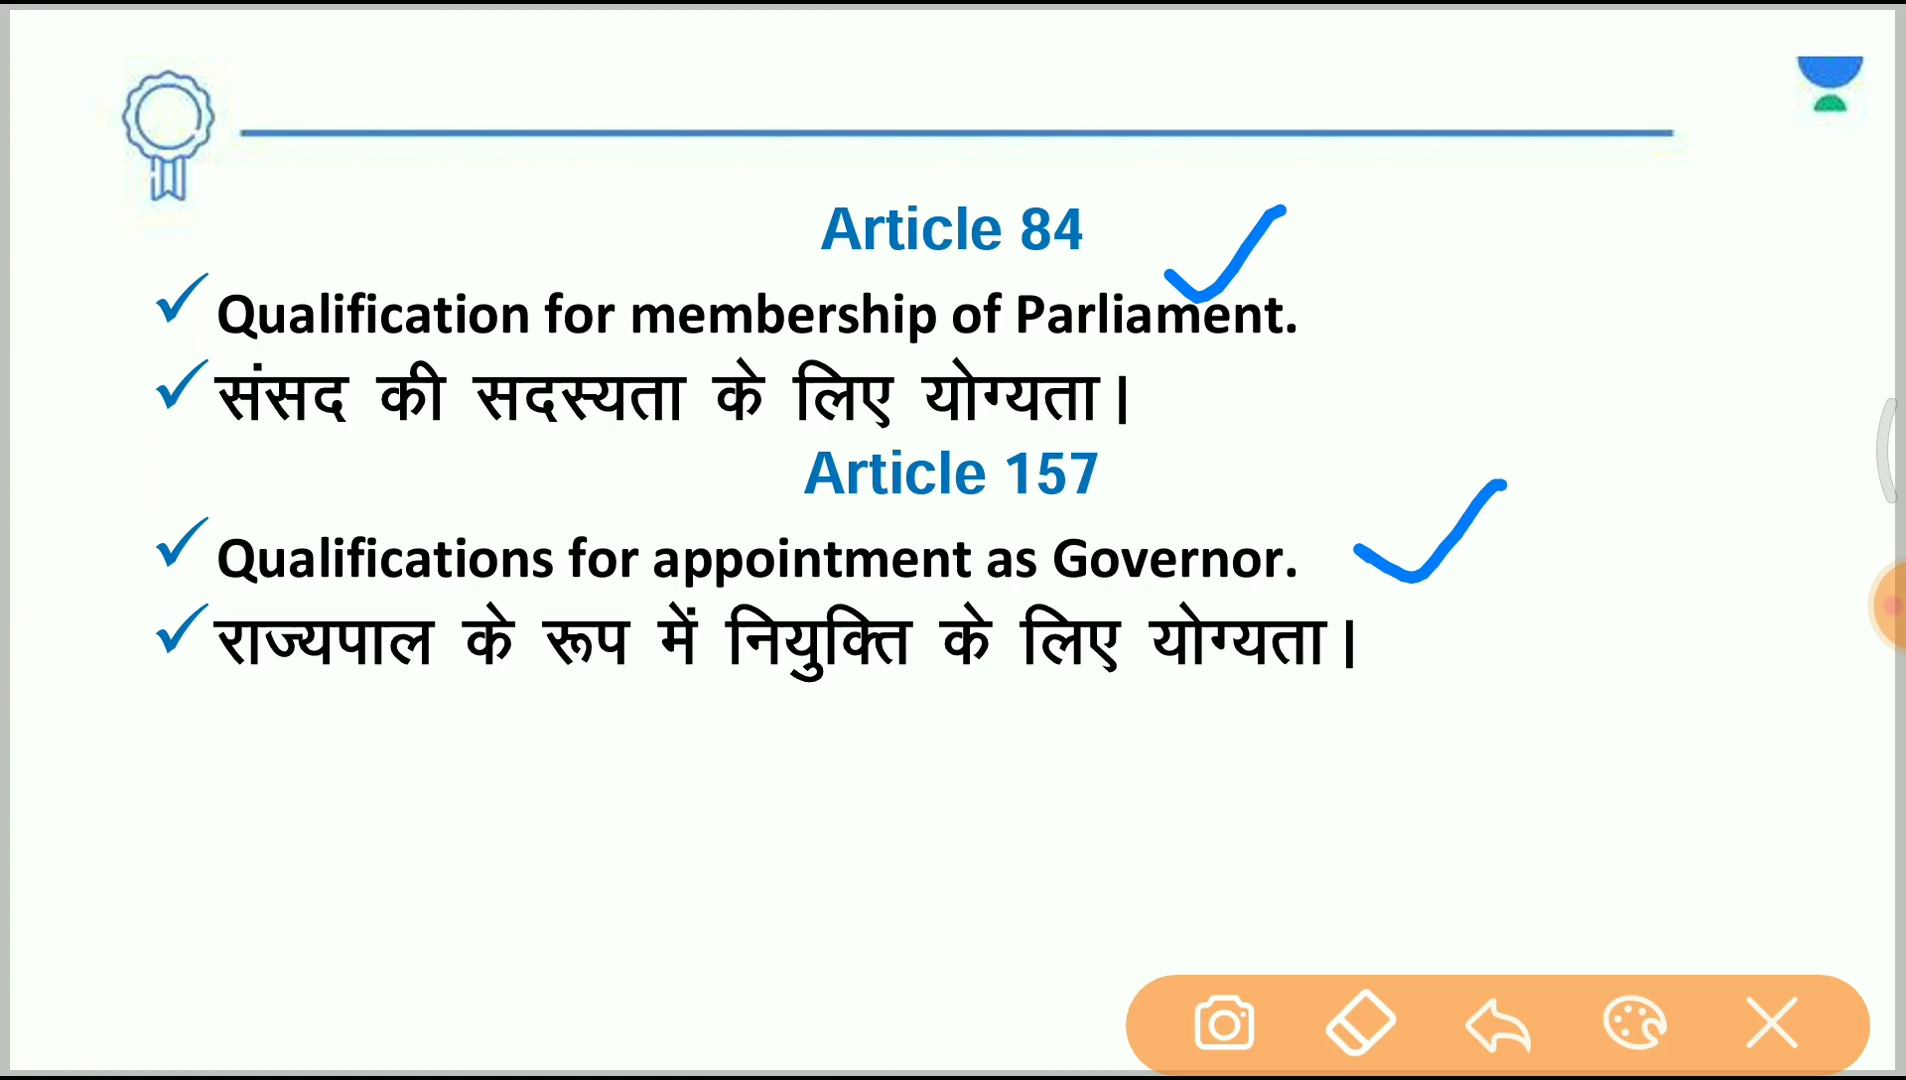 Article 84
Qualification for membership of Parliament.
संसद की सदस्यता के लिए योग्यता।
Article 157
Qualifications for appointment as Governor.
राज्यपाल के रूप में नियुक्ति के लिए योग्यता।